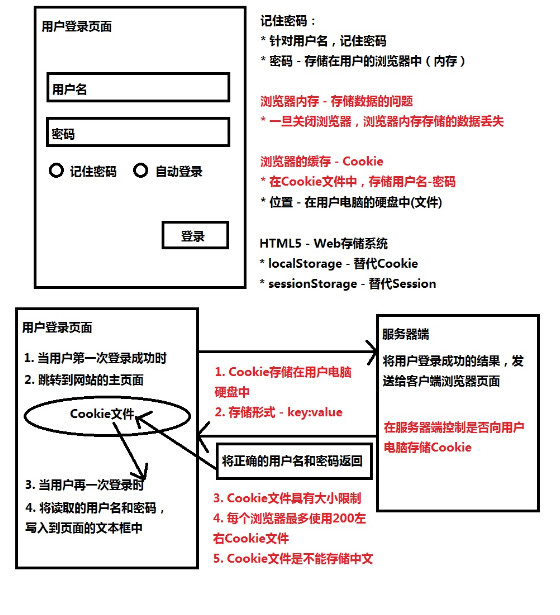 用户登录页面
用户名
密码
记住密码
自动登录
登录
记住密码：
* 针对用户名，记住密码
* 密码 - 存储在用户的浏览器中（内存）
浏览器内存 - 存储数据的问题
* 一旦关闭浏览器，浏览器内存存储的数据丢失
浏览器的缓存 - Cookie
* 在Cookie文件中，存储用户名-密码
* 位置 - 在用户电脑的硬盘中(文件)
HTML5 - Web存储系统
* localStorage - 替代Cookie
* sessionStorage - 替代Session
用户登录页面
1. 当用户第一次登录成功时
2. 跳转到网站的主页面
Cookie文件
3. 当用户再一次登录时
4. 将读取的用户名和密码，
写入到页面的文本框中
1. Cookie存储在用户电脑
硬盘中
2. 存储形式 - key:value
将正确的用户名和密码返回
3. Cookie文件具有大小限制
4. 每个浏览器最多使用200左
右Cookie文件
5. Cookie文件是不能存储中文
服务器端
将用户登录成功的结果，发
送给客户端浏览器页面
在服务器端控制是否向用户
电脑存储Cookie